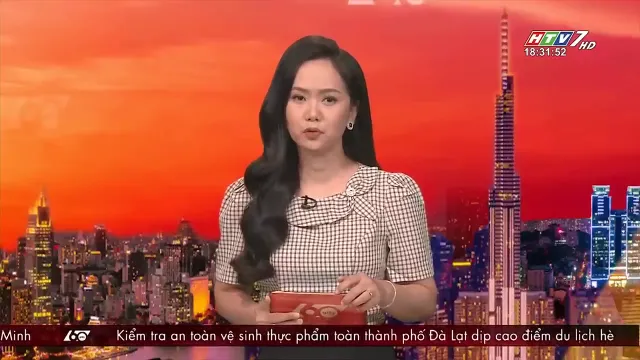 HTV7 HD
18:31:52
Minh 60 Kiểm tra an toàn vệ sinh thực phẩm toàn thành phố Đà Lạt dịp cao điểm du lịch hè